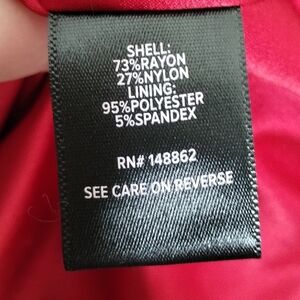 SHELL:
73%RAYON
27%NYLON
LINING:
95%POLYESTER
5%SPANDEX
RN# 148862
SEE CARE ON REVERSE